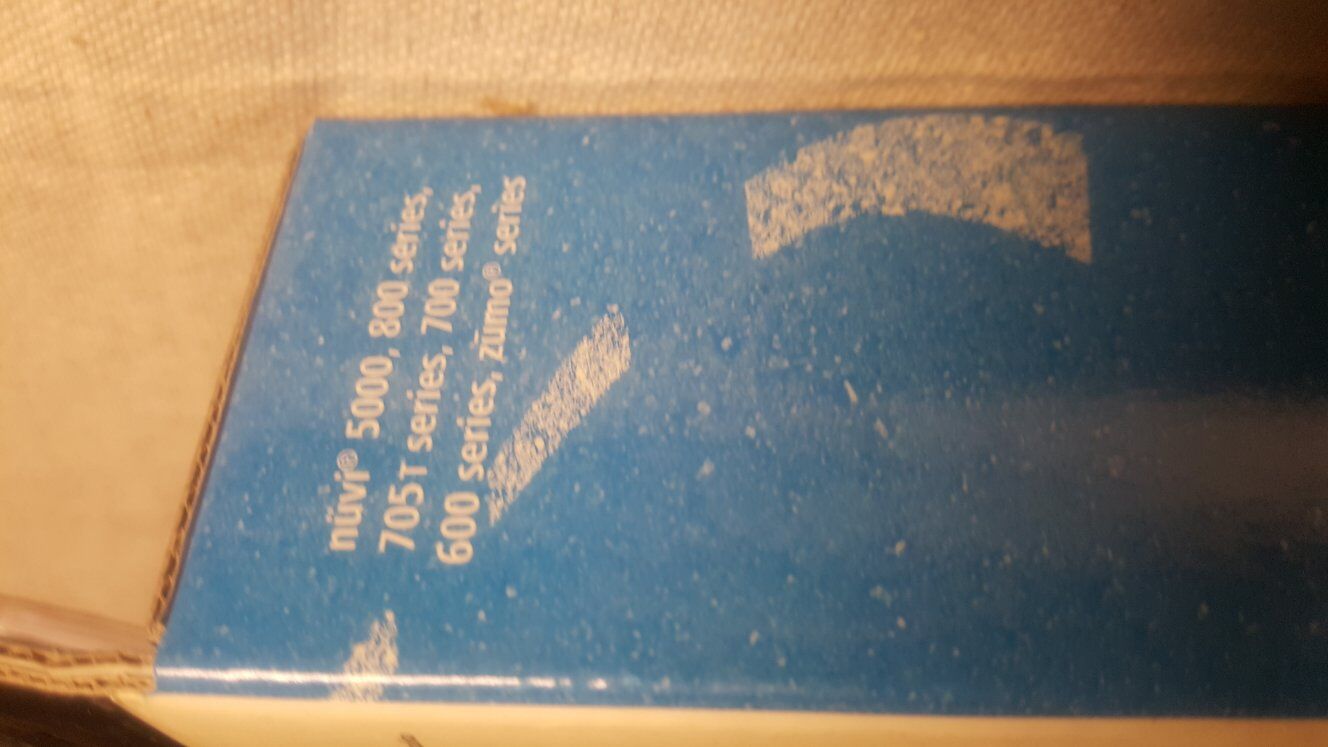 nüvi® 5000, 800 series,
705T series, 700 series,
600 series, zūmo® series